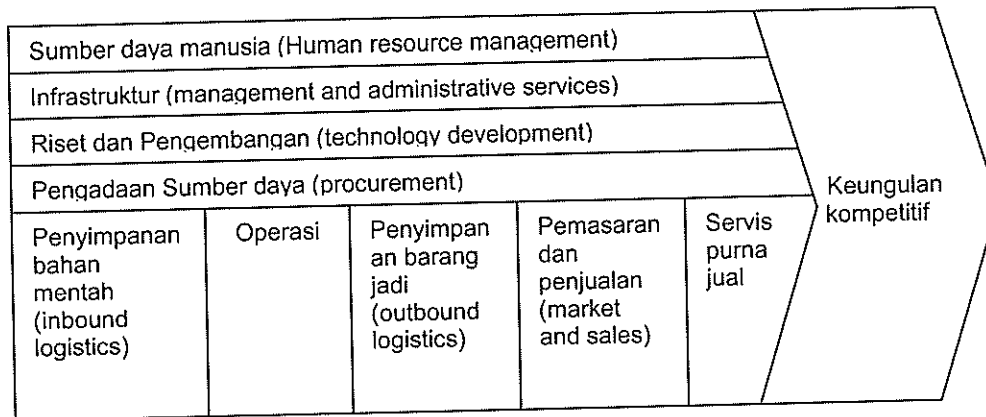 Sumber daya manusia (Human resource management)
Infrastruktur (management and administrative services)
Riset dan Pengembangan (technology development)
Pengadaan Sumber daya (procurement)
Penyimpanan
bahan
mentah
(inbound
logistics)
Operasi
Penyimpan
an barang
jadi
(outbound
logistics)
Pemasaran
dan
penjualan
(market
and sales)
Servis
purna
jual
Keungulan
kompetitif